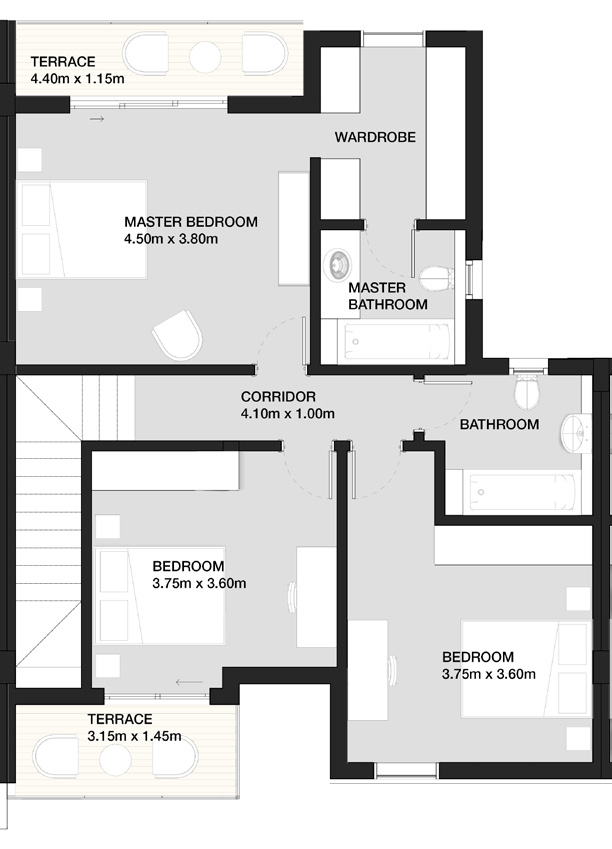 TERRACE
4.40m x 1.15m
WARDROBE
MASTER BEDROOM
4.50m x 3.80m
MASTER
BATHROOM
CORRIDOR
4.10m x 1.00m
BATHROOM
BEDROOM
3.75m x 3.60m
BEDROOM
3.75m x 3.60m
TERRACE
3.15m x 1.45m